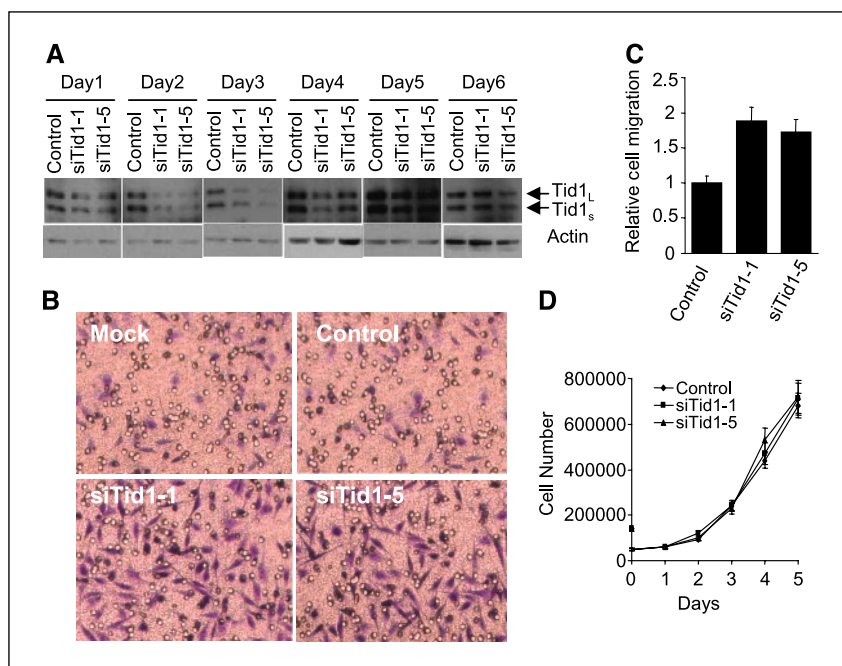 A
Day1 Day2 Day3 Day4 Day5 Day6
Control siTid1-1 siTid1-5 Control siTid1-1 siTid1-5 Control siTid1-1 siTid1-5 Control siTid1-1 siTid1-5 Control siTid1-1 siTid1-5 Control siTid1-1 siTid1-5
Tid1L
Tid1s
Actin
B
Mock
Control
siTid1-1
siTid1-5
C
Relative cell migration
2.5
2
1.5
1
0.5
0
Control
siTid1-1
siTid1-5
D
Cell Number
800000
600000
400000
200000
0
Control
siTid1-1
siTid1-5
0 1 2 3 4 5
Days